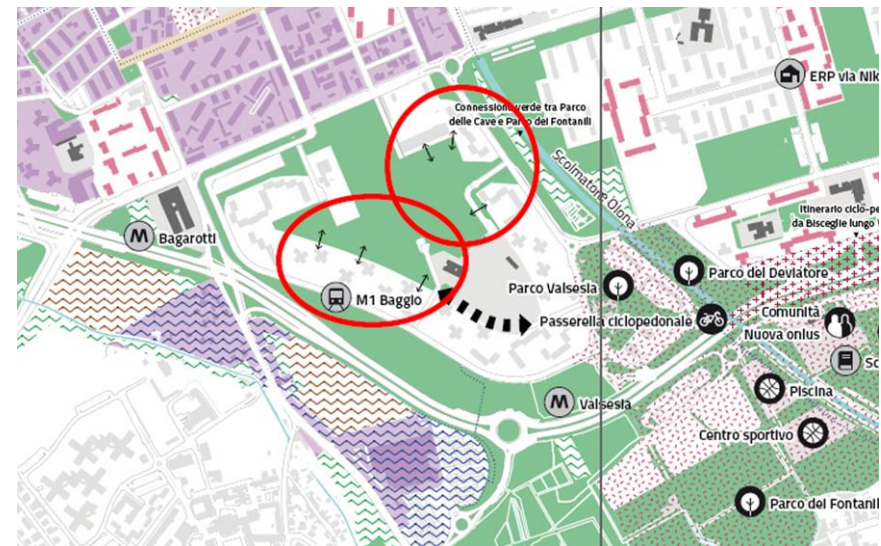 ERP via Nik
Connessione verde tra Parco
delle Cave e Parco dei Fontanili
Scolmatore Olona
Itinerario ciclo-pe
da Bisceglie lungo
M Bagarotti
M1 Baggio
Parco Valsesia
Parco del Deviatore
Passerella ciclopedonale
Comunità
Nuova onlus
Sc
M Valsesia
Piscina
Centro sportivo
Parco dei Fontanili